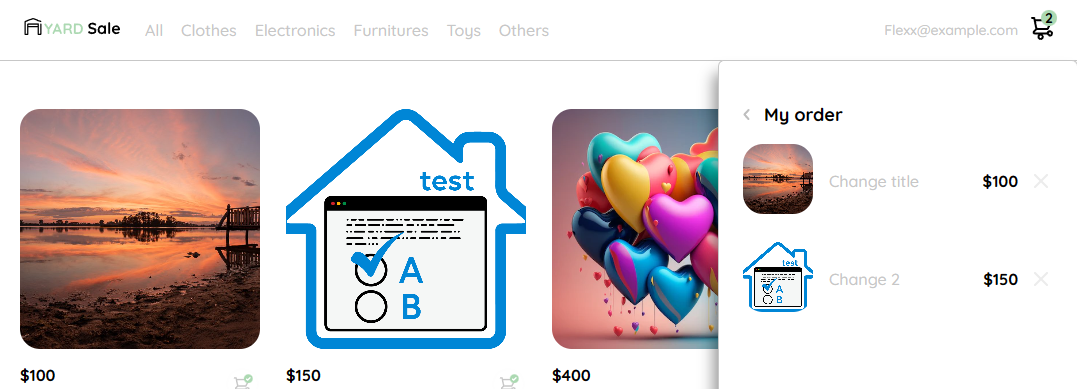 YARD Sale
All Clothes Electronics Furnitures Toys Others
Flexx@example.com
2
My order
Change title $100
Change 2 $150
test
A
B
test
A
B
$100
$150
$400